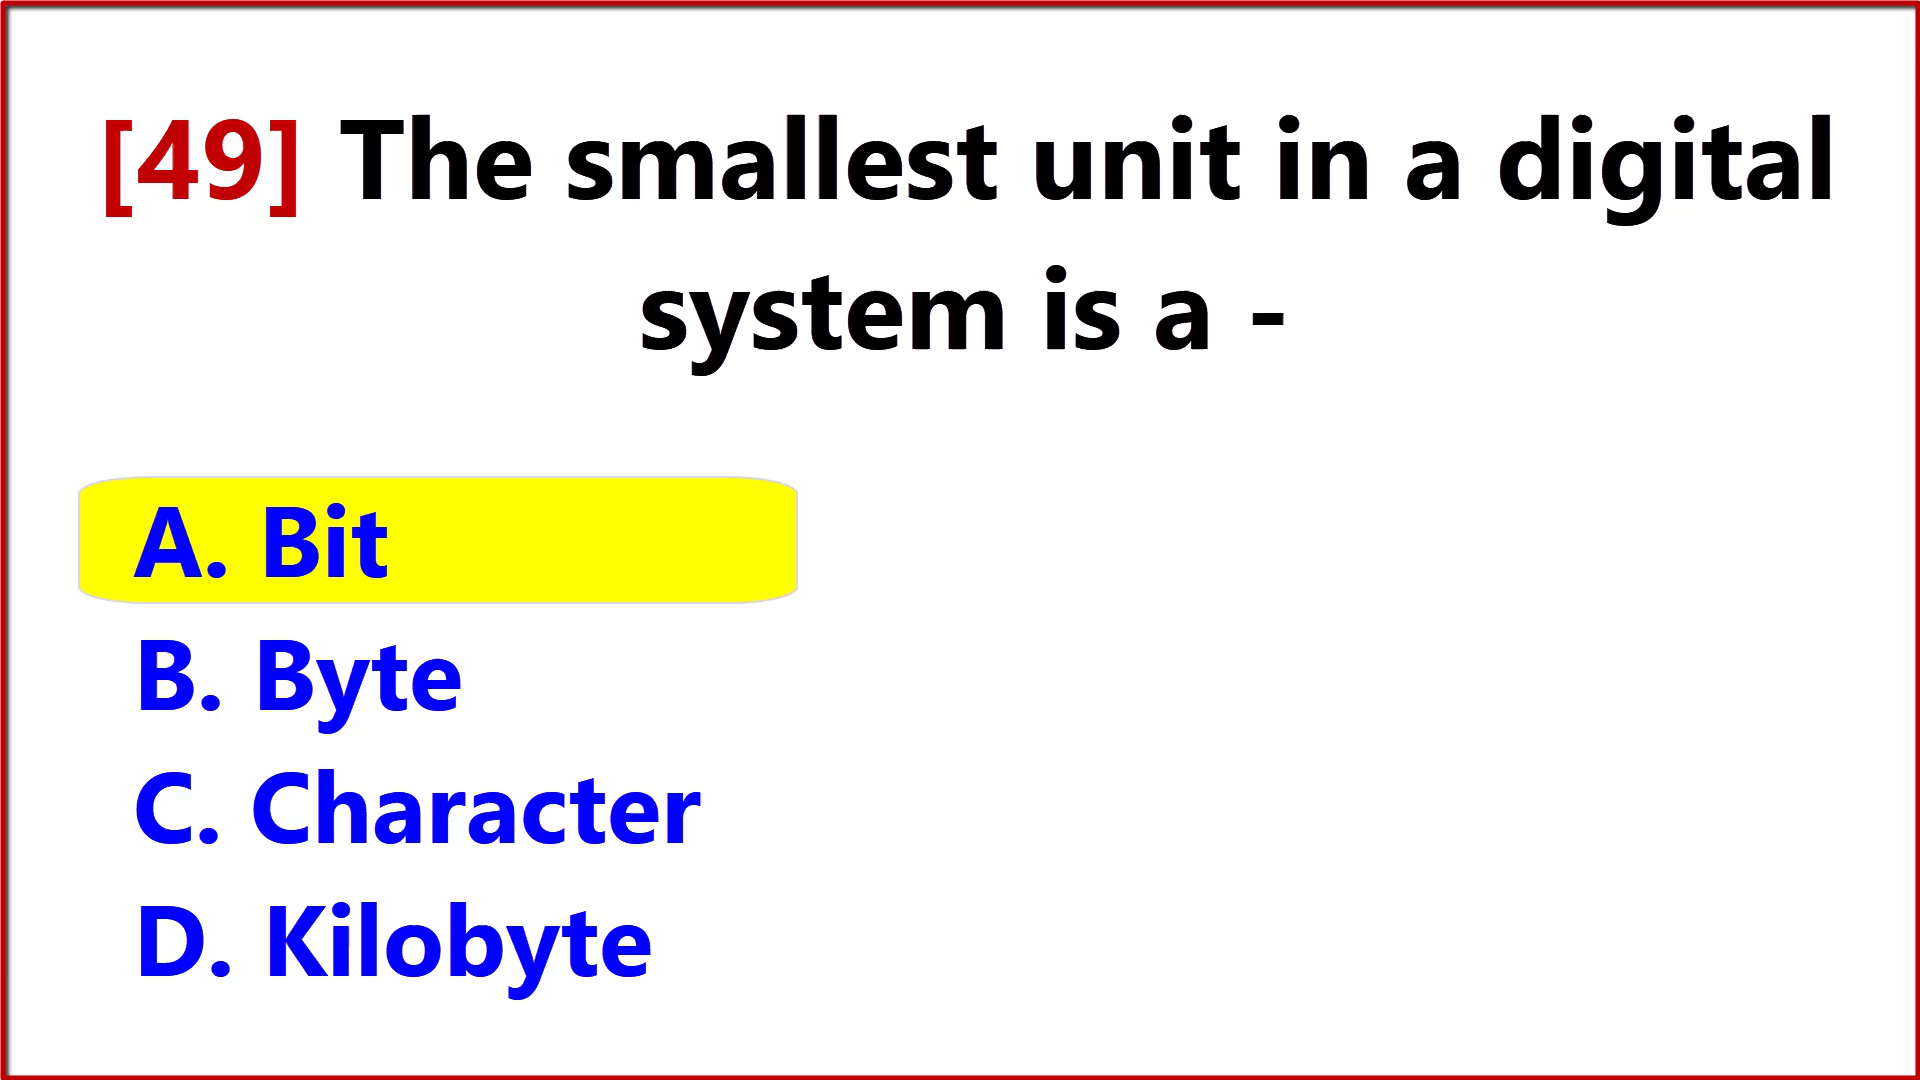 [49] The smallest unit in a digital
system is a -
A. Bit
B. Byte
C. Character
D. Kilobyte